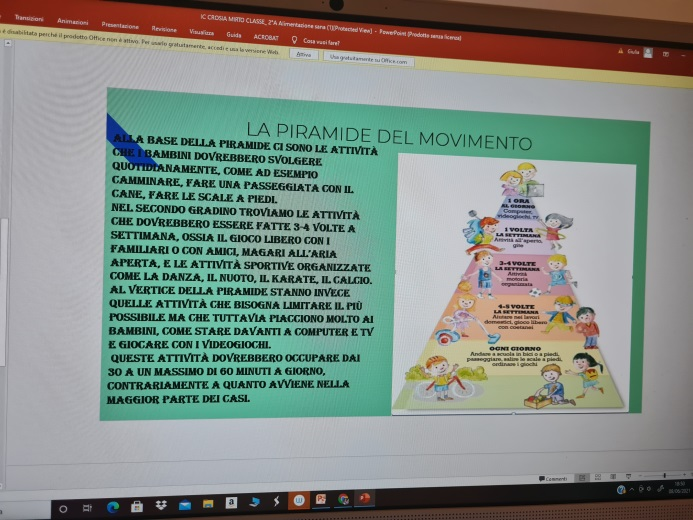 IC CROSIA MIRTO CLASSE_ 2°A Alimentazione sana (1)[Protected View] - PowerPoint (Prodotto senza licenza)
Transizioni Animazioni Presentazione Revisione Visualizza Guida ACROBAT Cosa vuoi fare?
Giulia
è disabilitata perché il prodotto Office non è attivo. Per usarlo gratuitamente, accedi e usa la versione Web. Attiva Usa gratuitamente su Office.com
LA PIRAMIDE DEL MOVIMENTO
ALLA BASE DELLA PIRAMIDE CI SONO LE ATTIVITÀ
CHE I BAMBINI DOVREBBERO SVOLGERE
QUOTIDIANAMENTE, COME AD ESEMPIO
CAMMINARE, FARE UNA PASSEGGIATA CON IL
CANE, FARE LE SCALE A PIEDI.
NEL SECONDO GRADINO TROVIAMO LE ATTIVITÀ
CHE DOVREBBERO ESSERE FATTE 3-4 VOLTE A
SETTIMANA, OSSIA IL GIOCO LIBERO CON I
FAMILIARI O CON AMICI, MAGARI ALL'ARIA
APERTA, E LE ATTIVITÀ SPORTIVE ORGANIZZATE
COME LA DANZA, IL NUOTO, IL KARATE, IL CALCIO.
AL VERTICE DELLA PIRAMIDE STANNO INVECE
QUELLE ATTIVITÀ CHE BISOGNA LIMITARE IL PIÙ
POSSIBILE MA CHE TUTTAVIA PIACCIONO MOLTO AI
BAMBINI, COME STARE DAVANTI A COMPUTER E TV
E GIOCARE CON I VIDEOGIOCHI.
QUESTE ATTIVITÀ DOVREBBERO OCCUPARE DAI
30 A UN MASSIMO DI 60 MINUTI A GIORNO,
CONTRARIAMENTE A QUANTO AVVIENE NELLA
MAGGIOR PARTE DEI CASI.
1 ORA
AL GIORNO
Computer,
videogiochi, tv
1 VOLTA
LA SETTIMANA
Attività all'aperto,
gite
3-4 VOLTE
LA SETTIMANA
Attività
motoria
organizzata
4-5 VOLTE
LA SETTIMANA
Aiutare nei lavori
domestici, gioco libero
con coetanei
OGNI GIORNO
Andare a scuola in bici o a piedi,
passeggiare, salire le scale a piedi,
ordinare i giochi
Commenti